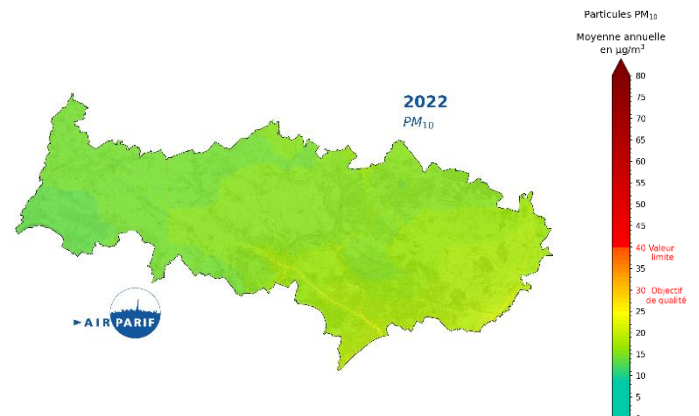 Particules PM₁₀
Moyenne annuelle
en µg/m³
2022
PM₁₀
80
75
70
65
60
55
50
45
40 Valeur
limite
35
30 Objectif
de qualité
25
20
15
10
5
AIRPARIF